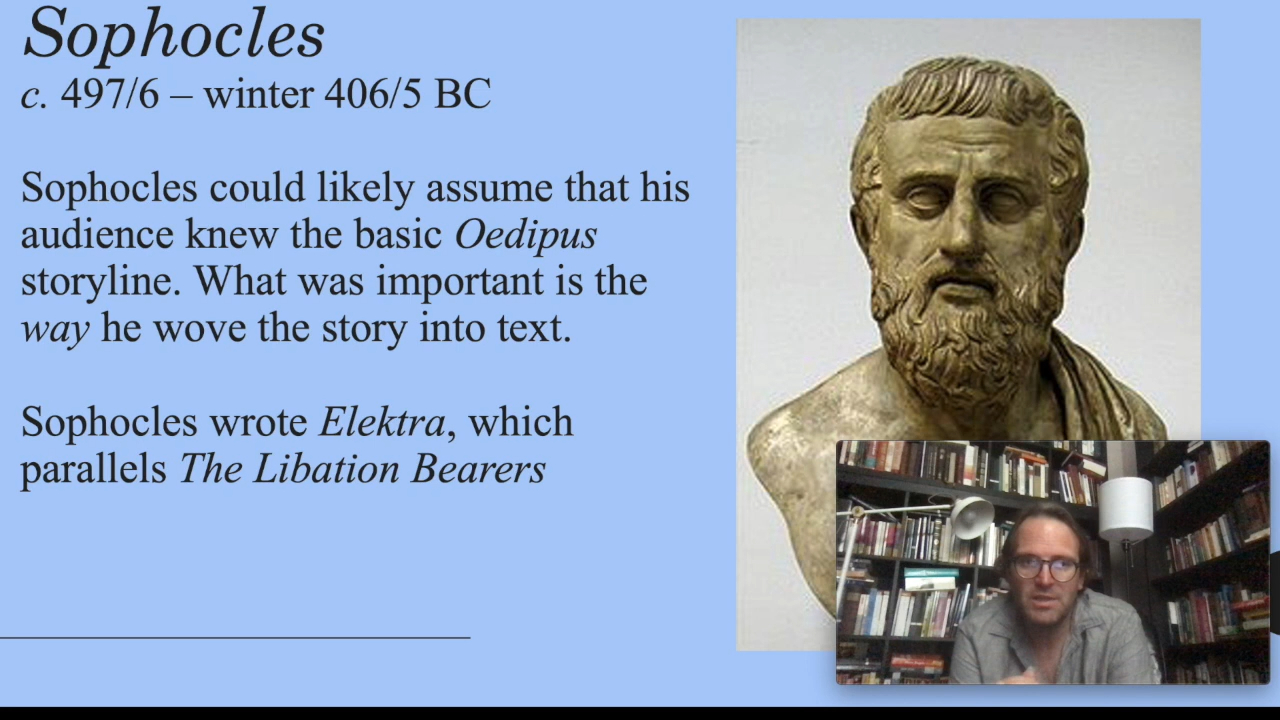 Sophocles
c. 497/6 – winter 406/5 BC
Sophocles could likely assume that his
audience knew the basic Oedipus
storyline. What was important is the
way he wove the story into text.
Sophocles wrote Elektra, which
parallels The Libation Bearers